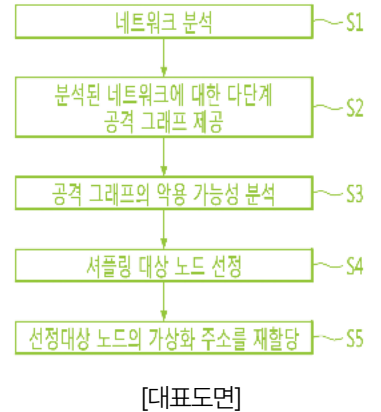 네트워크 분석 S1
분석된 네트워크에 대한 다단계
공격 그래프 제공 S2
공격 그래프의 악용 가능성 분석 S3
셔플링 대상 노드 선정 S4
선정대상 노드의 가상화 주소를 재할당 S5
[대표도면]